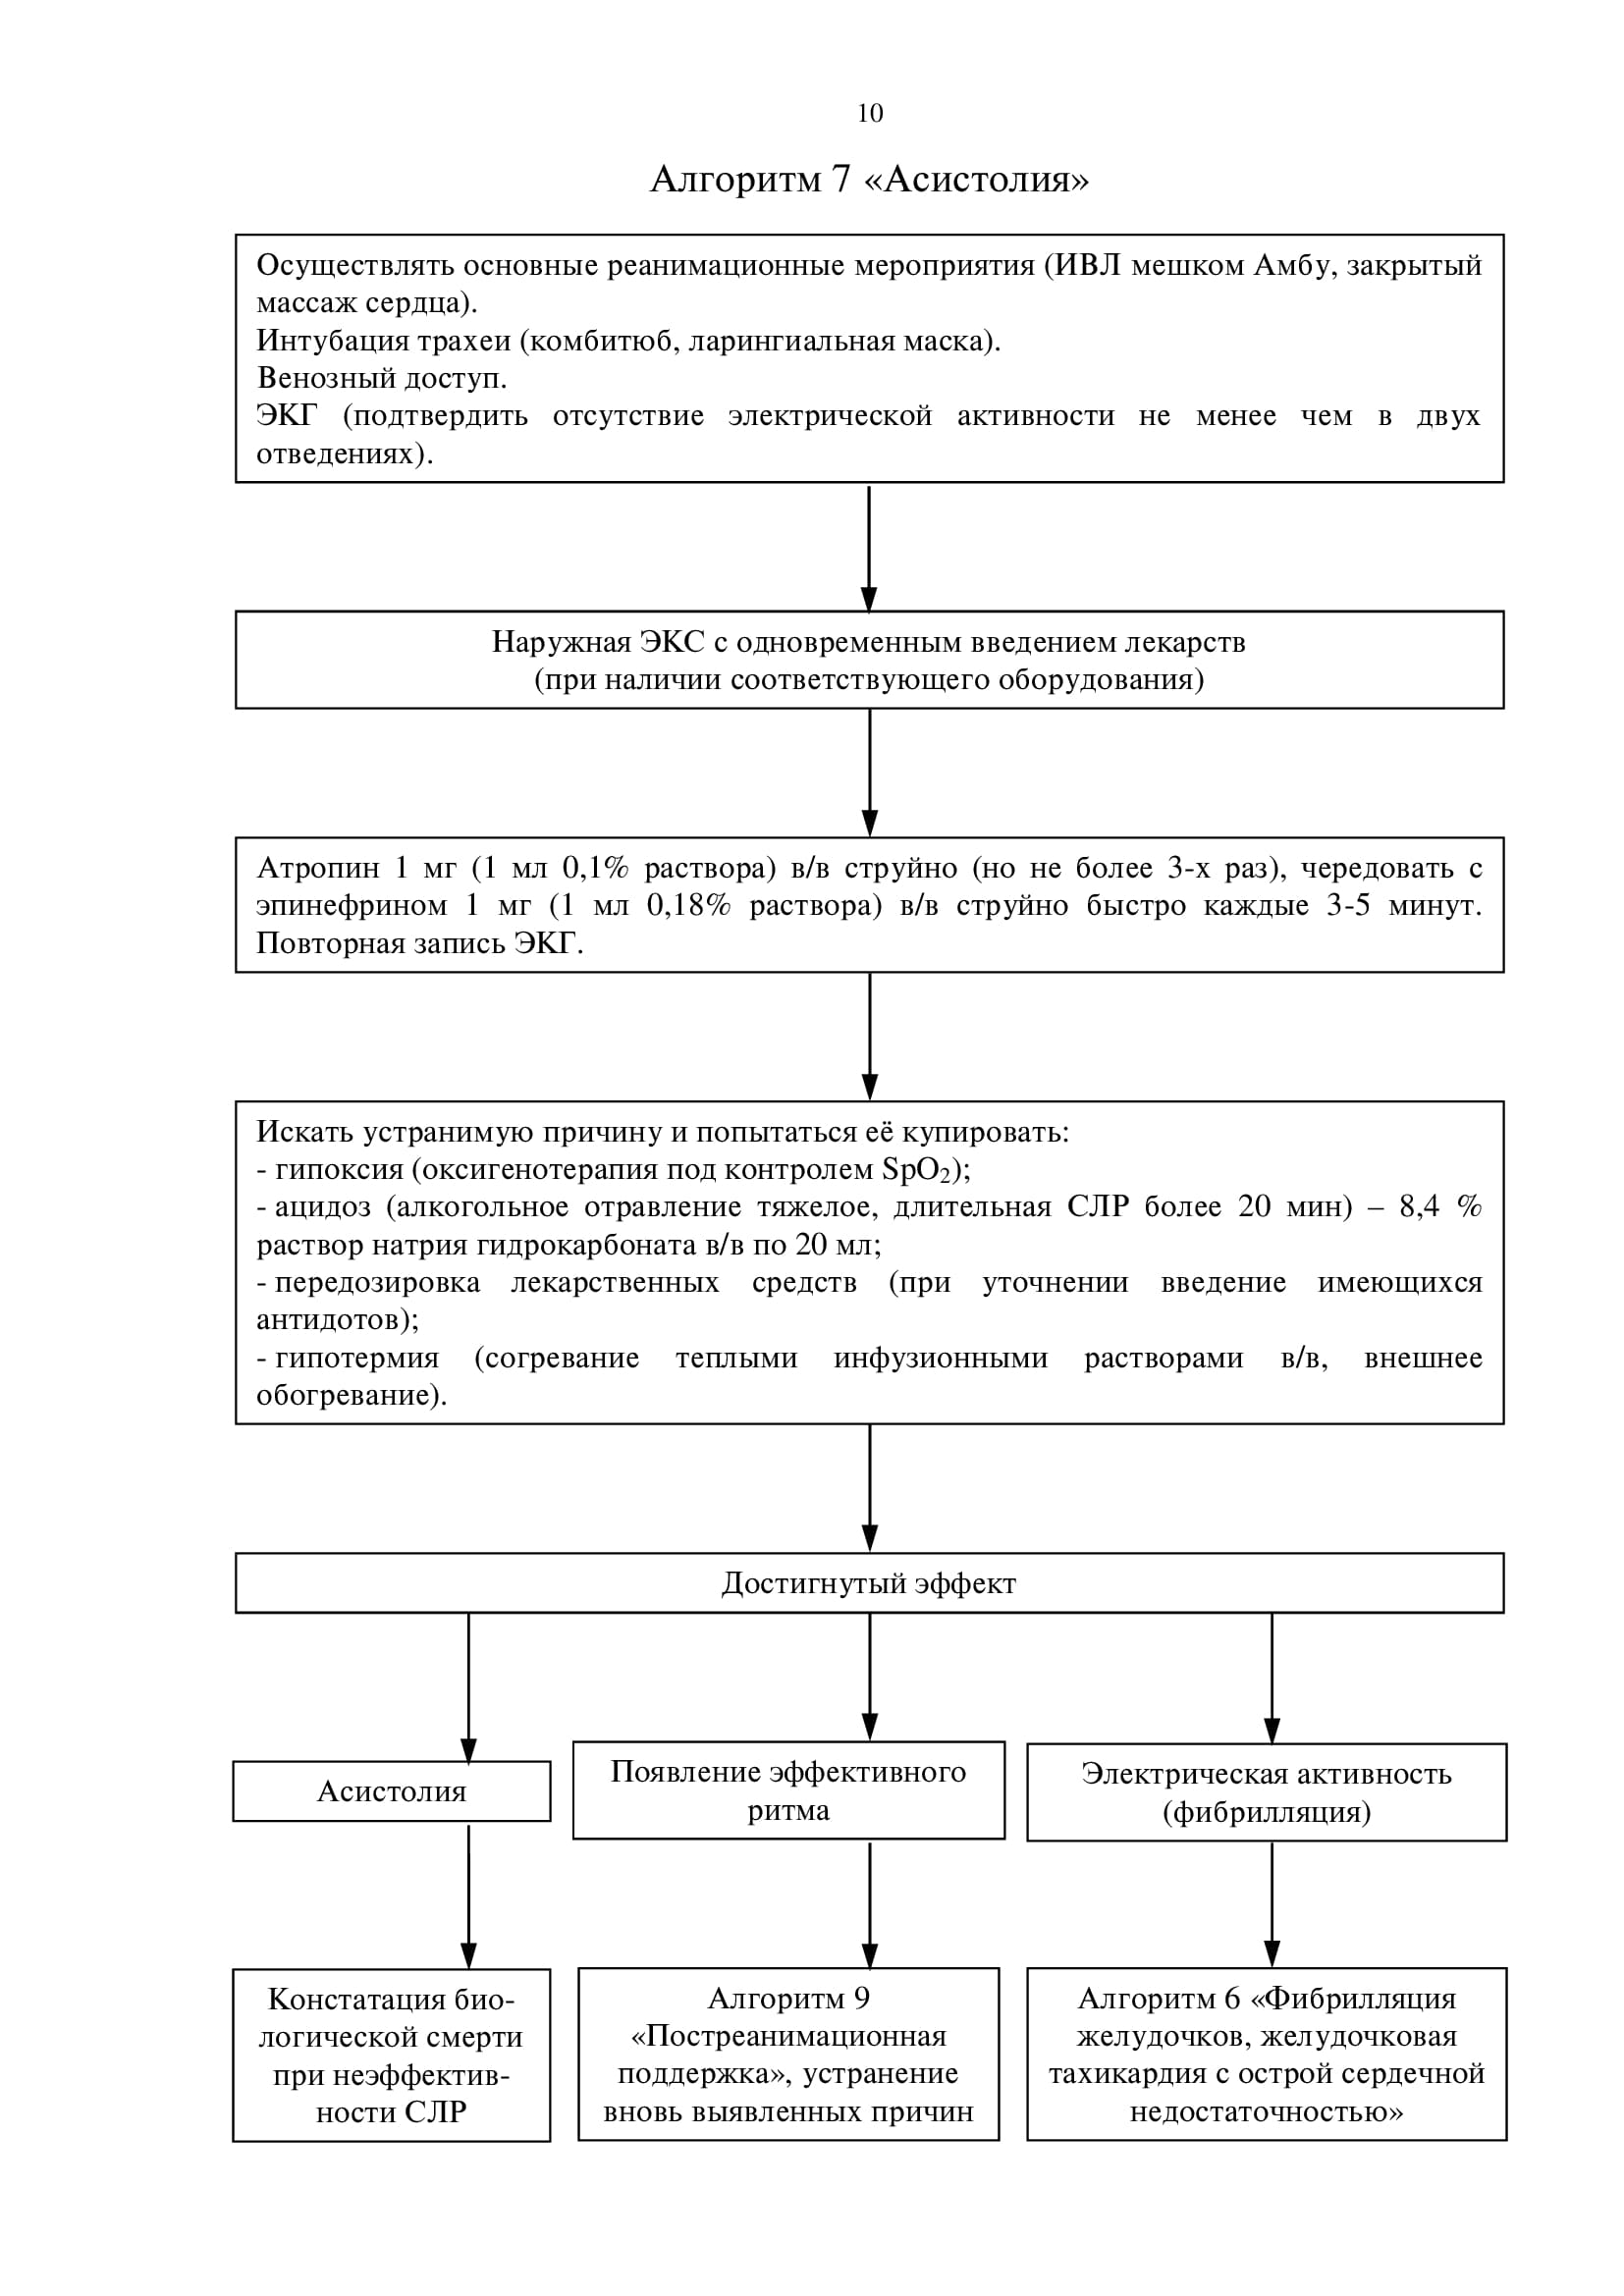 10
Алгоритм 7 «Асистолия»
Осуществлять основные реанимационные мероприятия (ИВЛ мешком Амбу, закрытый
массаж сердца).
Интубация трахеи (комбитюб, ларингиальная маска).
Венозный доступ.
ЭКГ (подтвердить отсутствие электрической активности не менее чем в двух
отведениях).
Наружная ЭКС с одновременным введением лекарств
(при наличии соответствующего оборудования)
Атропин 1 мг (1 мл 0,1% раствора) в/в струйно (но не более 3-х раз), чередовать с
эпинефрином 1 мг (1 мл 0,18% раствора) в/в струйно быстро каждые 3-5 минут.
Повторная запись ЭКГ.
Искать устранимую причину и попытаться её купировать:
- гипоксия (оксигенотерапия под контролем SpO₂);
- ацидоз (алкогольное отравление тяжелое, длительная СЛР более 20 мин) – 8,4 %
раствор натрия гидрокарбоната в/в по 20 мл;
- передозировка лекарственных средств (при уточнении введение имеющихся
антидотов);
- гипотермия (согревание теплыми инфузионными растворами в/в, внешнее
обогревание).
Достигнутый эффект
Асистолия
Появление эффективного
ритма
Электрическая активность
(фибрилляция)
Констатация био-
логической смерти
при неэффектив-
ности СЛР
Алгоритм 9
«Постреанимационная
поддержка», устранение
вновь выявленных причин
Алгоритм 6 «Фибрилляция
желудочков, желудочковая
тахикардия с острой сердечной
недостаточностью»